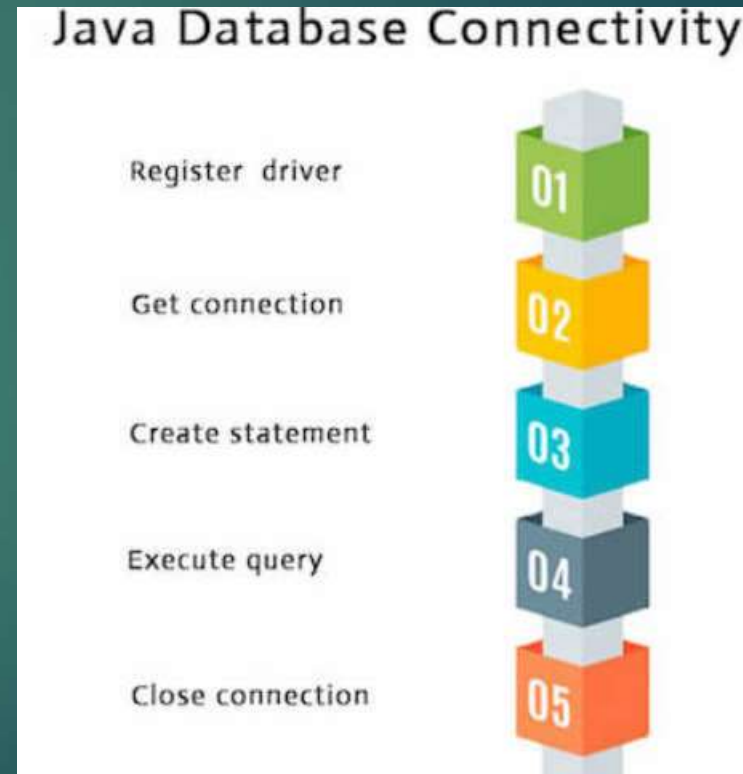 Java Database Connectivity
Register driver
01
Get connection
02
Create statement
03
Execute query
04
Close connection
05